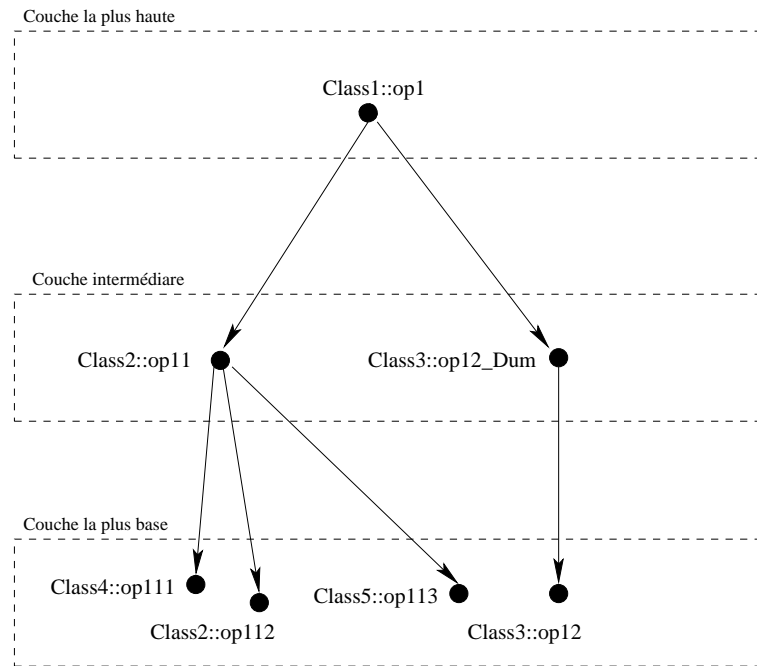 Couche la plus haute
Class1::op1
Couche intermédiare
Class2::op11
Class3::op12_Dum
Couche la plus base
Class4::op111
Class5::op113
Class2::op112
Class3::op12